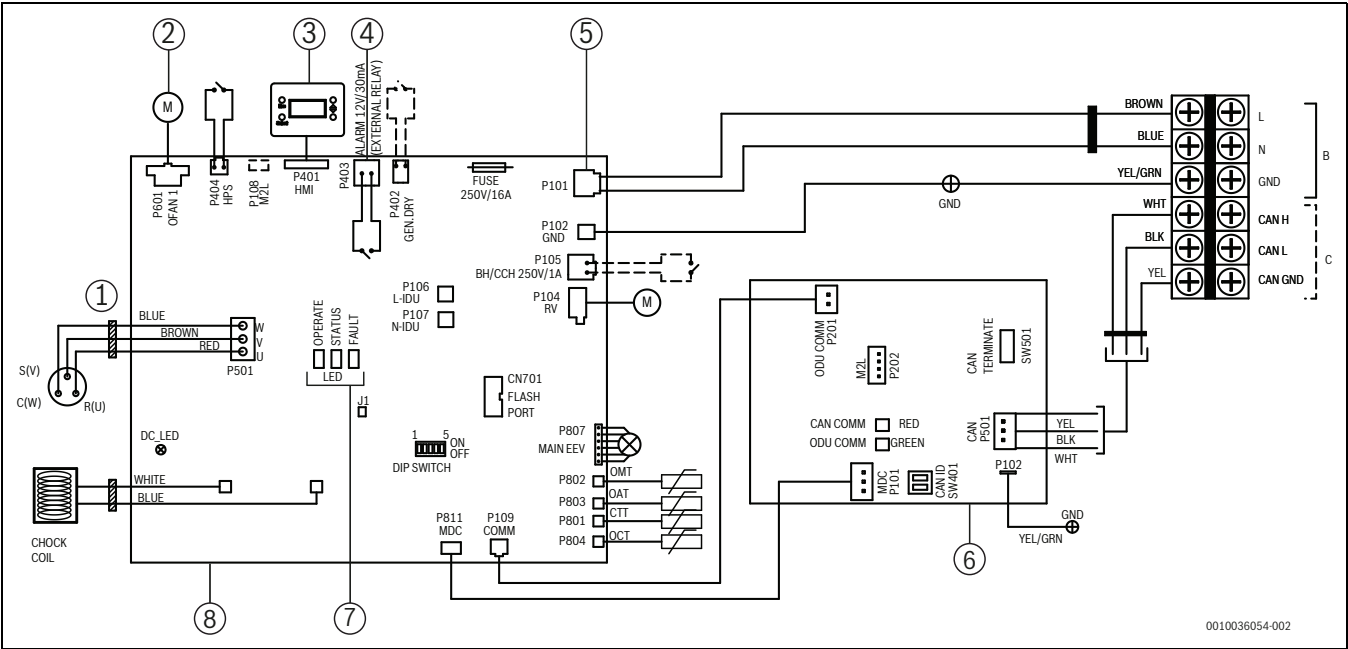 1
2
3
4
5
6
7
8
M
P601
OFAN 1
P404
HPS
P108
M2L
P401
HMI
P403
ALARM 12V/30mA
(EXTERNAL RELAY)
P402
GEN.DRY
FUSE
250V/16A
P101
P102
GND
P105
BH/CCH 250V/1A
P104
RV
M
P106
L-IDU
P107
N-IDU
BLUE
BROWN
RED
W
V
U
P501
S(V)
C(W)
R(U)
OPERATE
STATUS
FAULT
LED
J1
CN701
FLASH
PORT
DC_LED
1
5
ON
OFF
DIP SWITCH
P807
MAIN EEV
P802
OMT
P803
OAT
P801
CTT
P804
OCT
WHITE
BLUE
CHOCK
COIL
P811
MDC
P109
COMM
BROWN
BLUE
YEL/GRN
GND
WHT
BLK
YEL
L
N
GND
CAN H
CAN L
CAN GND
B
C
ODU COMM
P201
M2L
P202
CAN
TERMINATE
SW501
CAN COMM
RED
ODU COMM
GREEN
CAN
P501
YEL
BLK
WHT
MDC
P101
CAN ID
SW401
P102
GND
YEL/GRN
0010036054-002